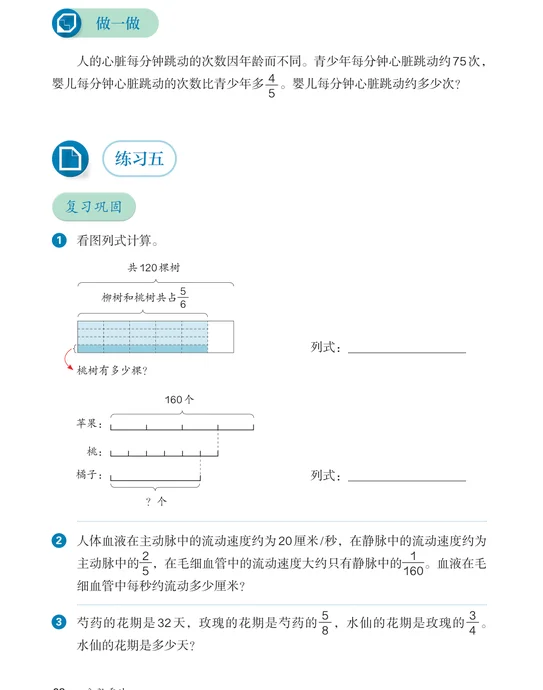 做一做
人的心脏每分钟跳动的次数因年龄而不同。青少年每分钟心脏跳动约75次，
婴儿每分钟心脏跳动的次数比青少年多4/5。婴儿每分钟心脏跳动约多少次？
练习五
复习巩固
1 看图列式计算。
共120棵树
柳树和桃树共占5/6
列式：
桃树有多少棵？
160个
苹果：
桃：
橘子：
列式：
？个
2 人体血液在主动脉中的流动速度约为20厘米/秒，在静脉中的流动速度约为
主动脉中的2/5，在毛细血管中的流动速度大约只有静脉中的1/160。血液在毛
细血管中每秒约流动多少厘米？
3 芍药的花期是32天，玫瑰的花期是芍药的5/8，水仙的花期是玫瑰的3/4。
水仙的花期是多少天？